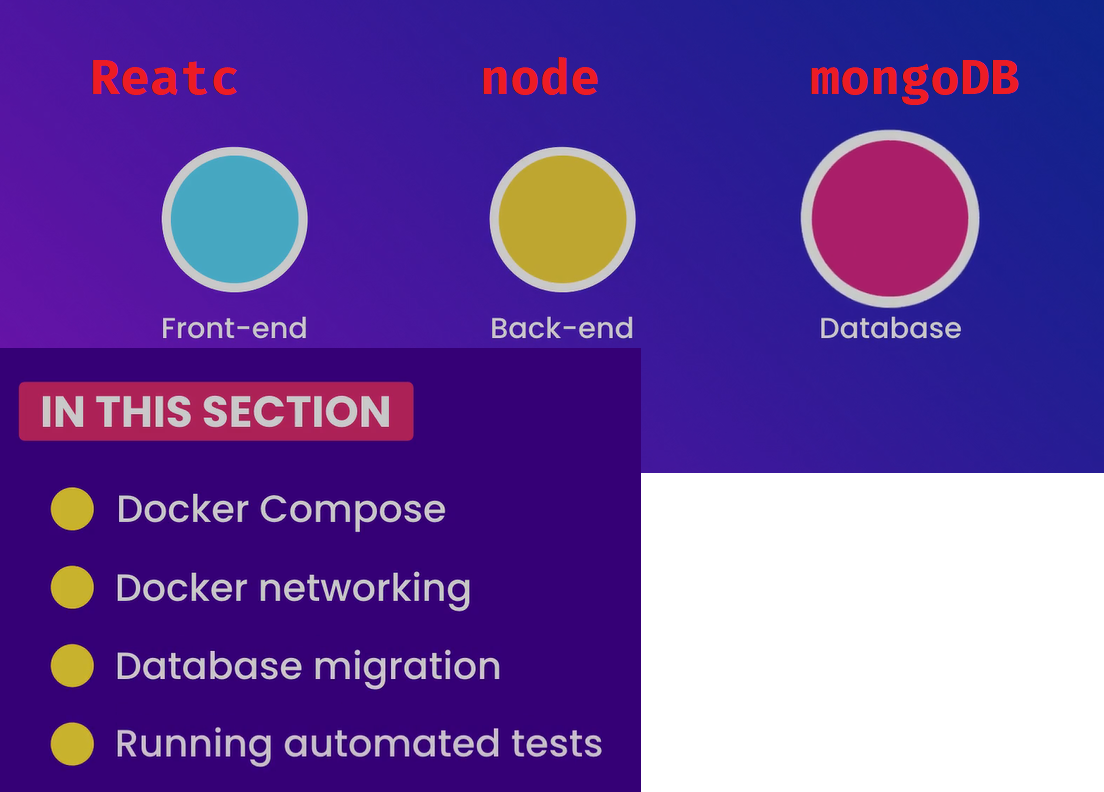 Reatc
node
mongoDB
Front-end
Back-end
Database
IN THIS SECTION
Docker Compose
Docker networking
Database migration
Running automated tests